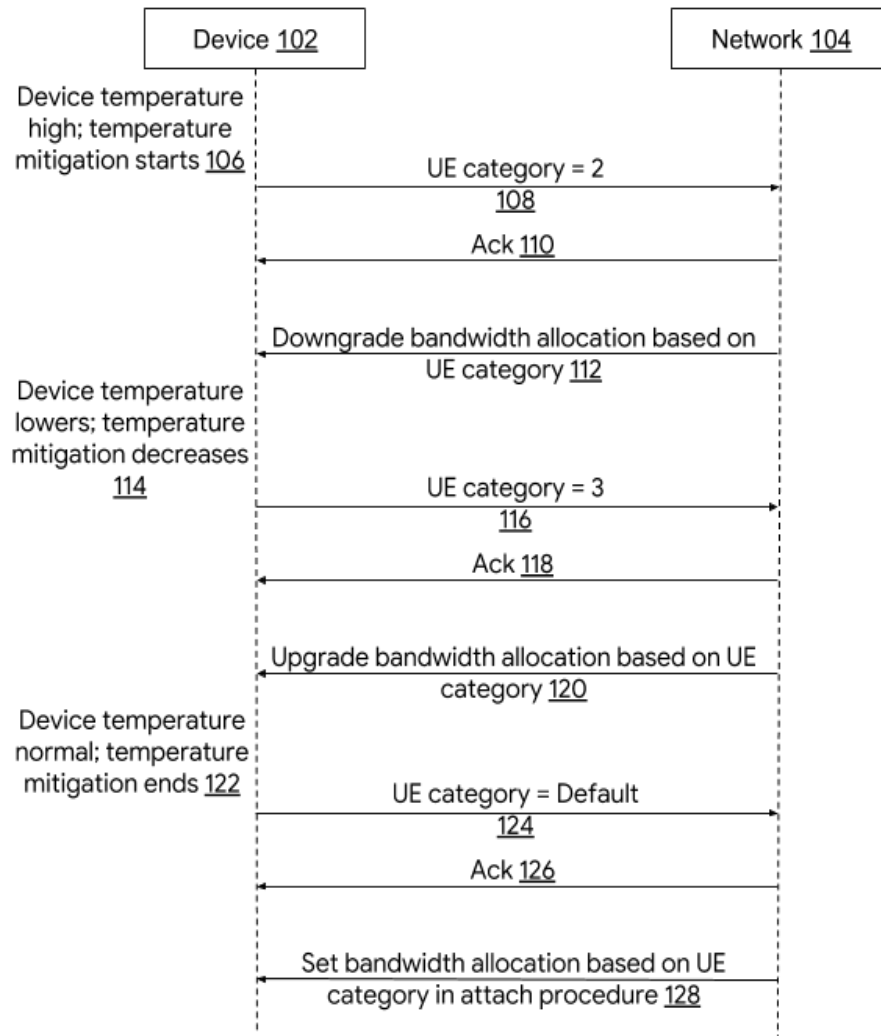 Device 102
Network 104
Device temperature
high; temperature
mitigation starts 106
UE category = 2
108
Ack 110
Downgrade bandwidth allocation based on
UE category 112
Device temperature
lowers; temperature
mitigation decreases
114
UE category = 3
116
Ack 118
Upgrade bandwidth allocation based on UE
category 120
Device temperature
normal; temperature
mitigation ends 122
UE category = Default
124
Ack 126
Set bandwidth allocation based on UE
category in attach procedure 128